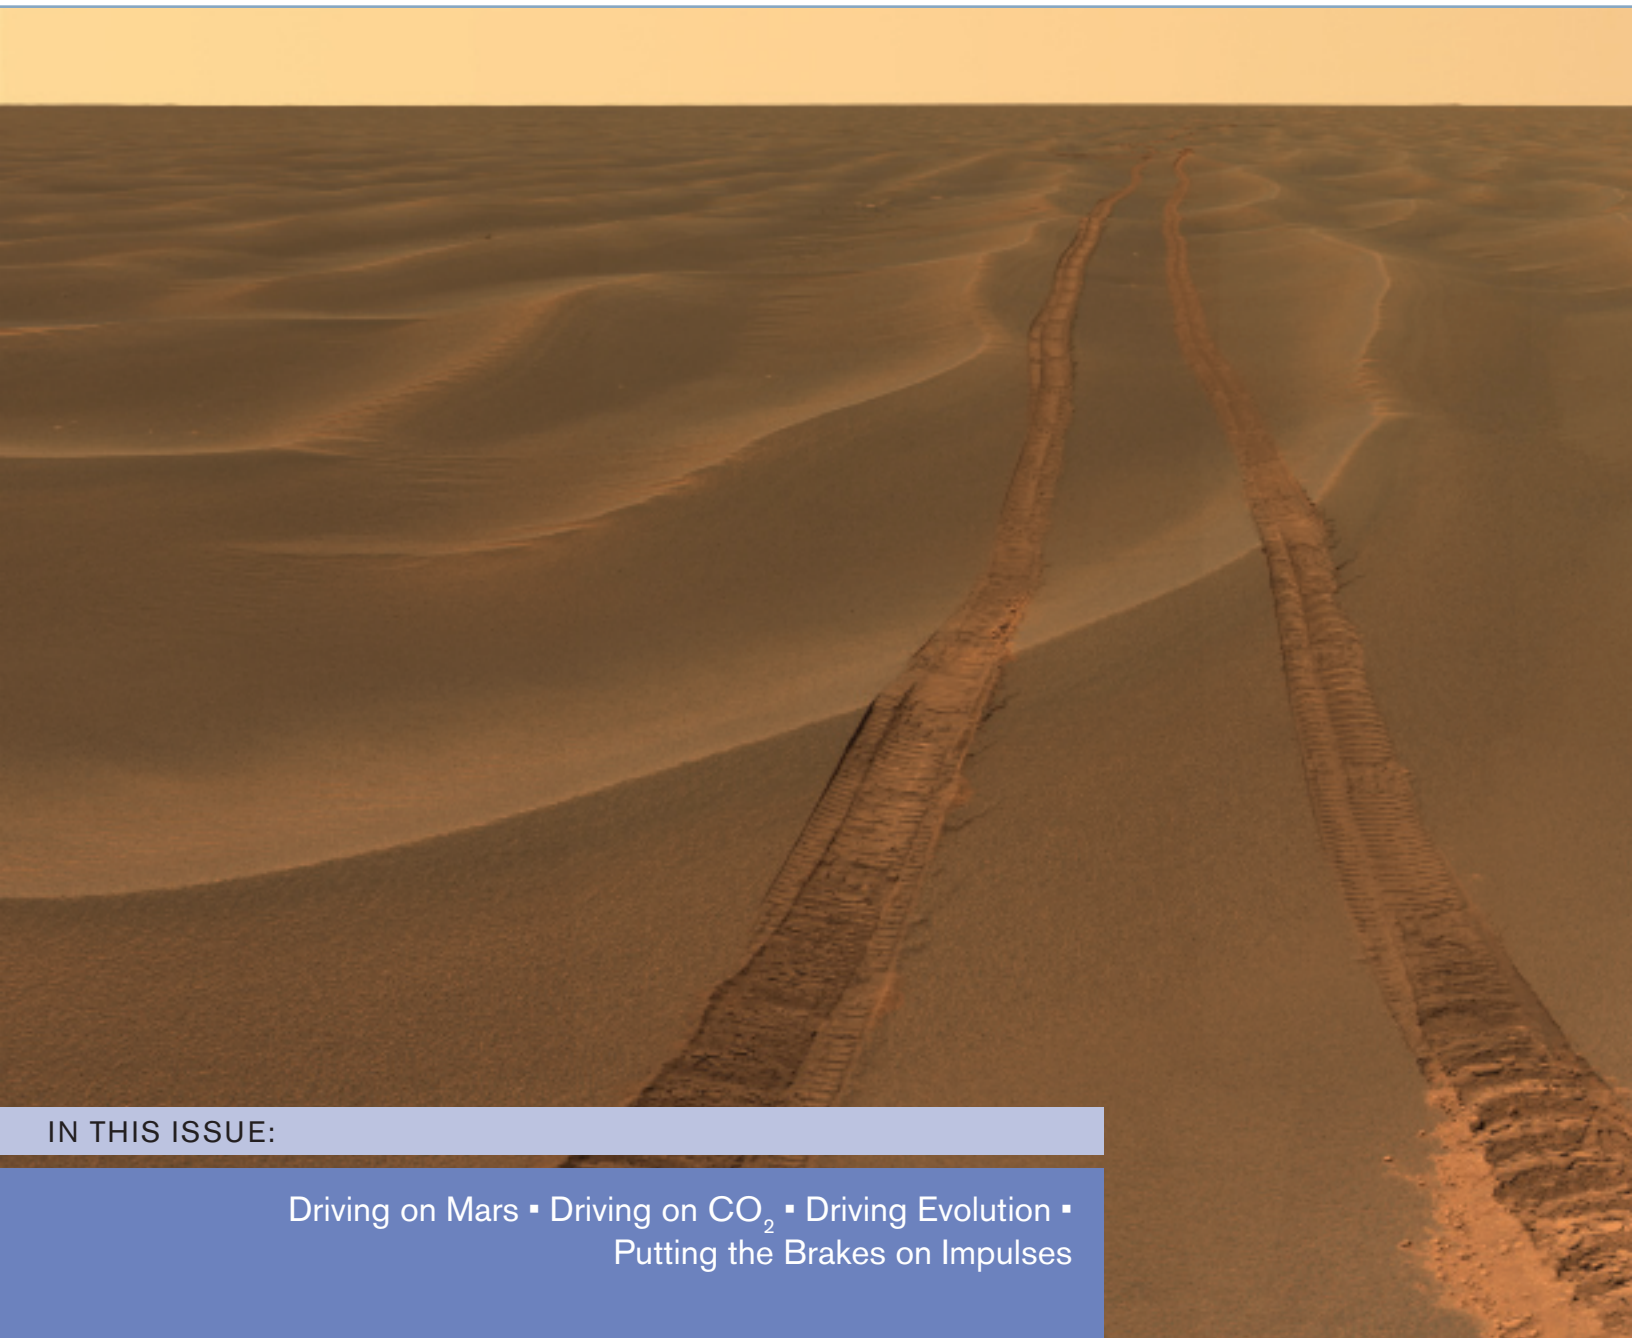 IN THIS ISSUE:
Driving on Mars ▪ Driving on CO₂ ▪ Driving Evolution ▪
Putting the Brakes on Impulses